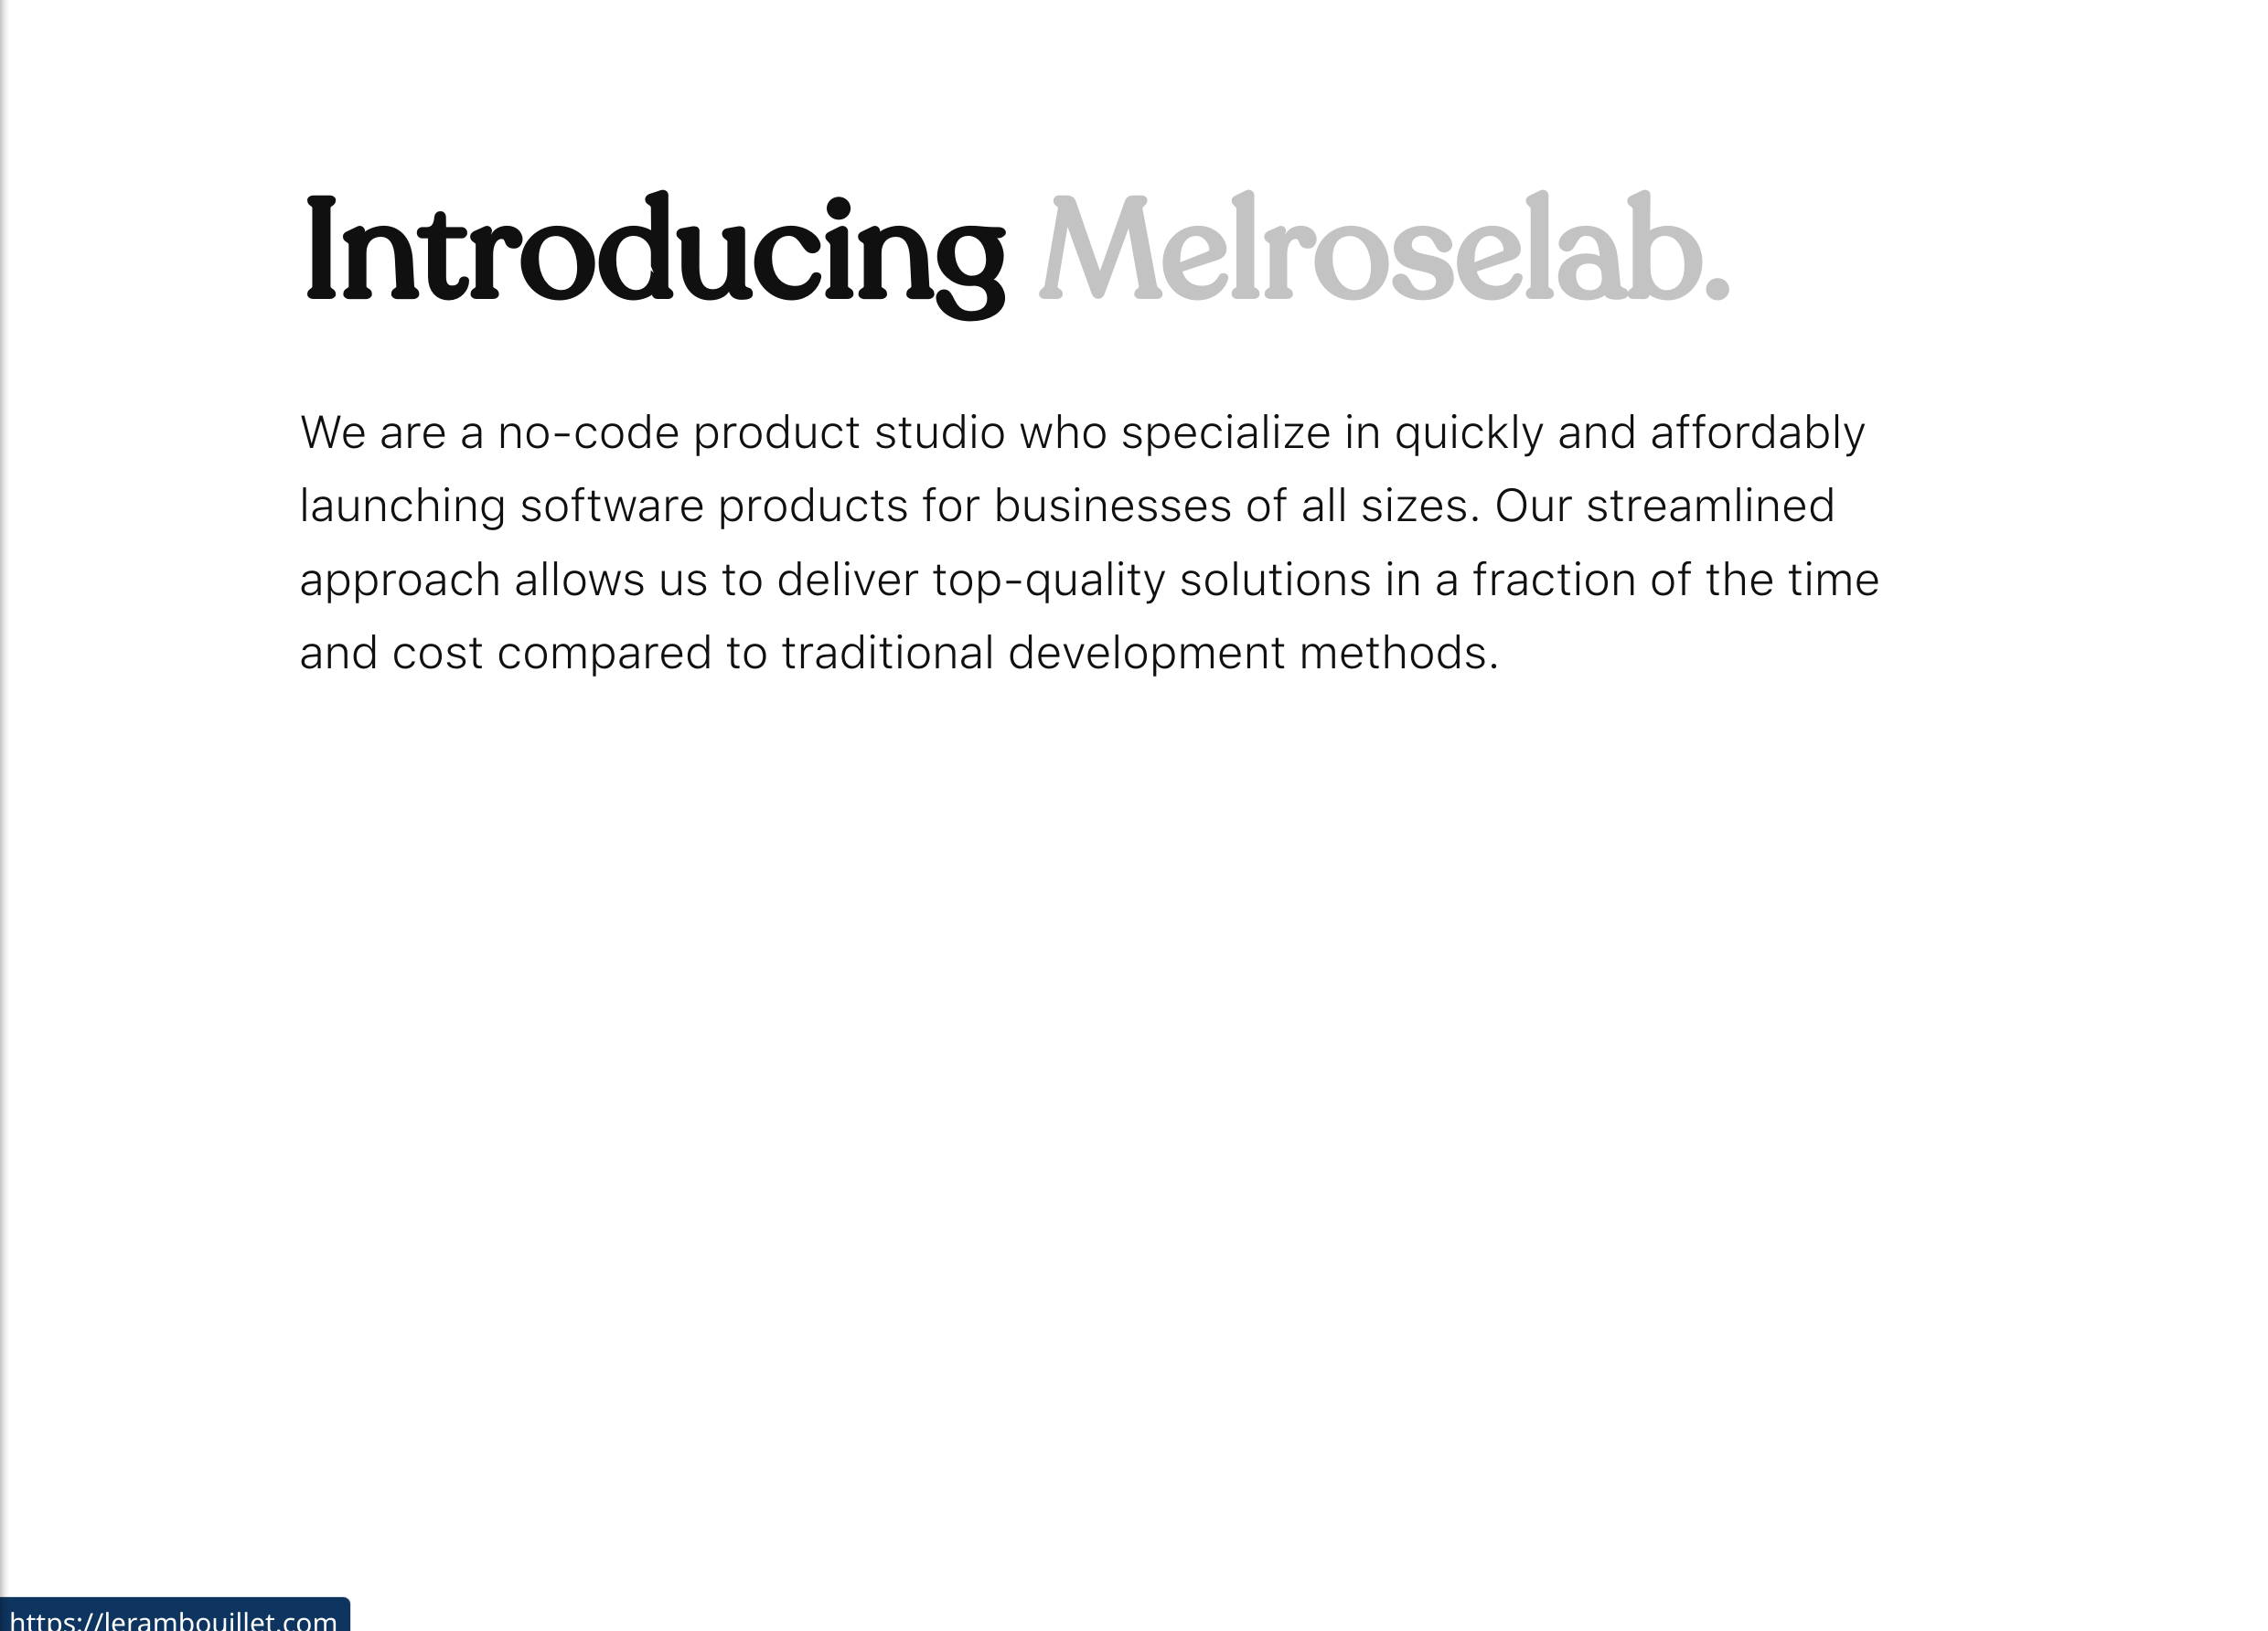 Introducing Melroselab.
We are a no-code product studio who specialize in quickly and affordably
launching software products for businesses of all sizes. Our streamlined
approach allows us to deliver top-quality solutions in a fraction of the time
and cost compared to traditional development methods.
https://lerambouillet.com